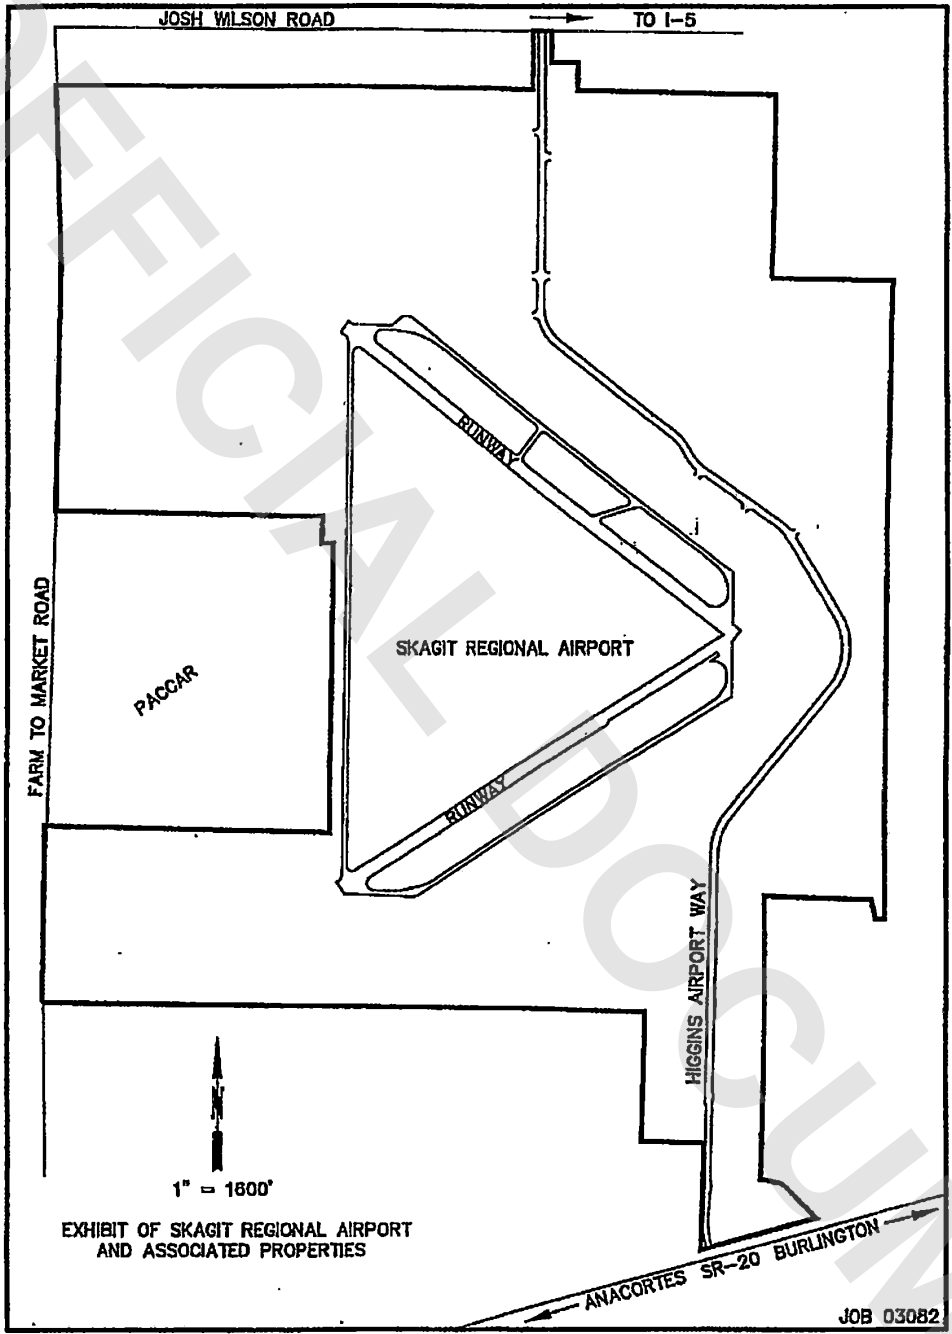 JOSH WILSON ROAD
TO I-5
RUNWAY
FARM TO MARKET ROAD
SKAGIT REGIONAL AIRPORT
PACCAR
RUNWAY
HIGGINS AIRPORT WAY
N
1" = 1600'
EXHIBIT OF SKAGIT REGIONAL AIRPORT
AND ASSOCIATED PROPERTIES
ANACORTES SR-20 BURLINGTON
JOB 03082
OFFICIAL DOCUM